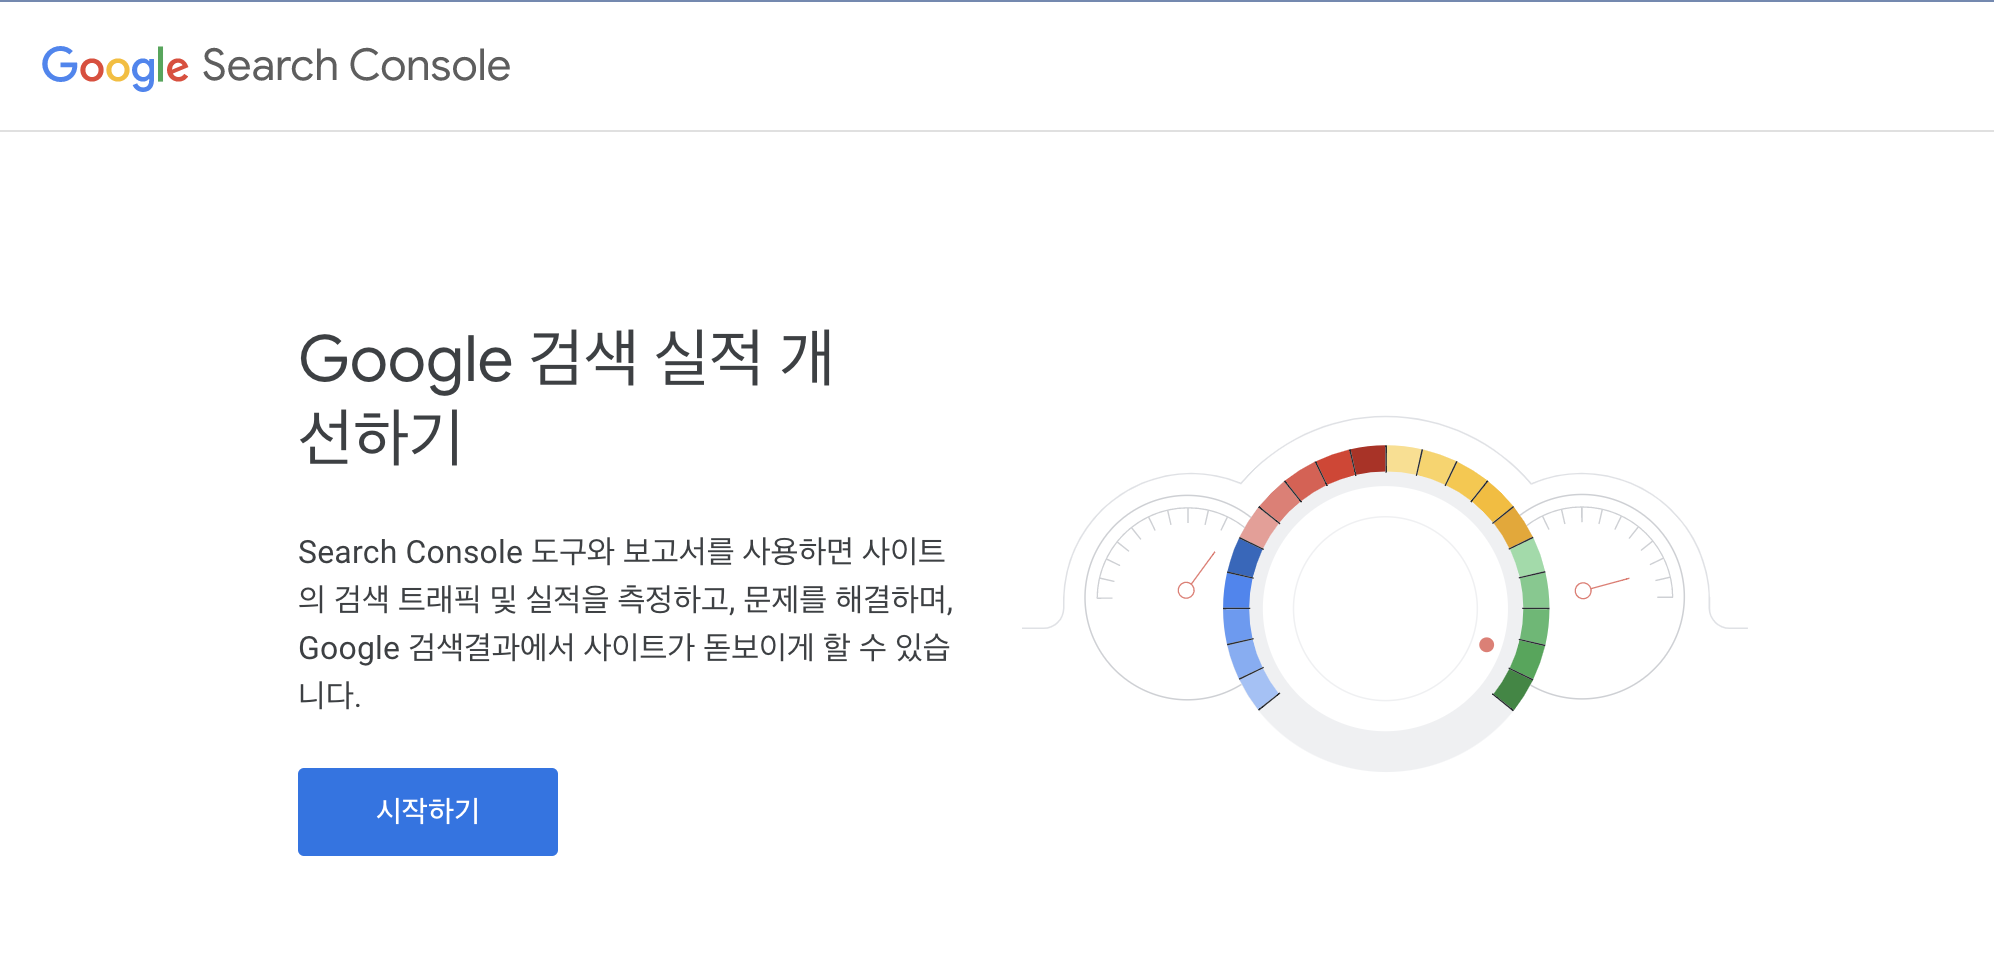 Google Search Console
Google 검색 실적 개
선하기
Search Console 도구와 보고서를 사용하면 사이트
의 검색 트래픽 및 실적을 측정하고, 문제를 해결하며,
Google 검색결과에서 사이트가 돋보이게 할 수 있습
니다.
시작하기